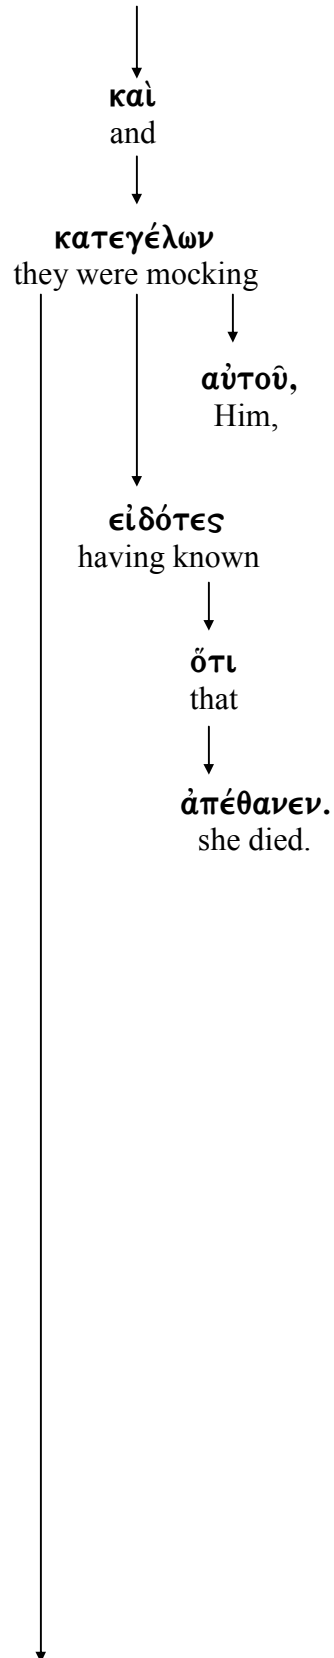 καὶ
and
κατεγέλων
they were mocking
αὐτοῦ,
Him,
εἰδότες
having known
ὅτι
that
ἀπέθανεν.
she died.